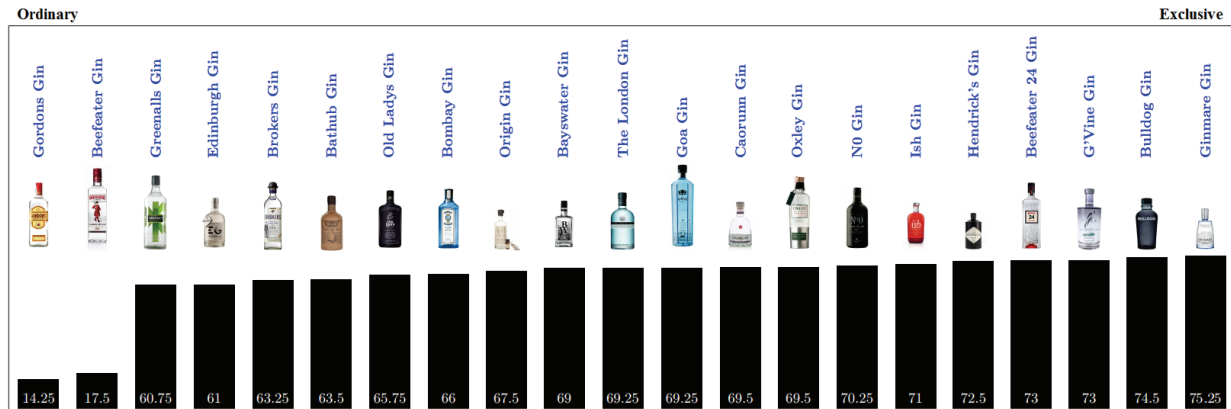 Ordinary Exclusive
Gordons Gin
Beefeater Gin
Greenalls Gin
Edinburgh Gin
Brokers Gin
Bathub Gin
Old Ladys Gin
Bombay Gin
Origin Gin
Bayswater Gin
The London Gin
Goa Gin
Caorunn Gin
Oxley Gin
N0 Gin
Ish Gin
Hendrick's Gin
Beefeater 24 Gin
G'Vine Gin
Bulldog Gin
Ginmare Gin
14.25 17.5 60.75 61 63.25 63.5 65.75 66 67.5 69 69.25 69.25 69.5 69.5 70.25 71 72.5 73 73 74.5 75.25